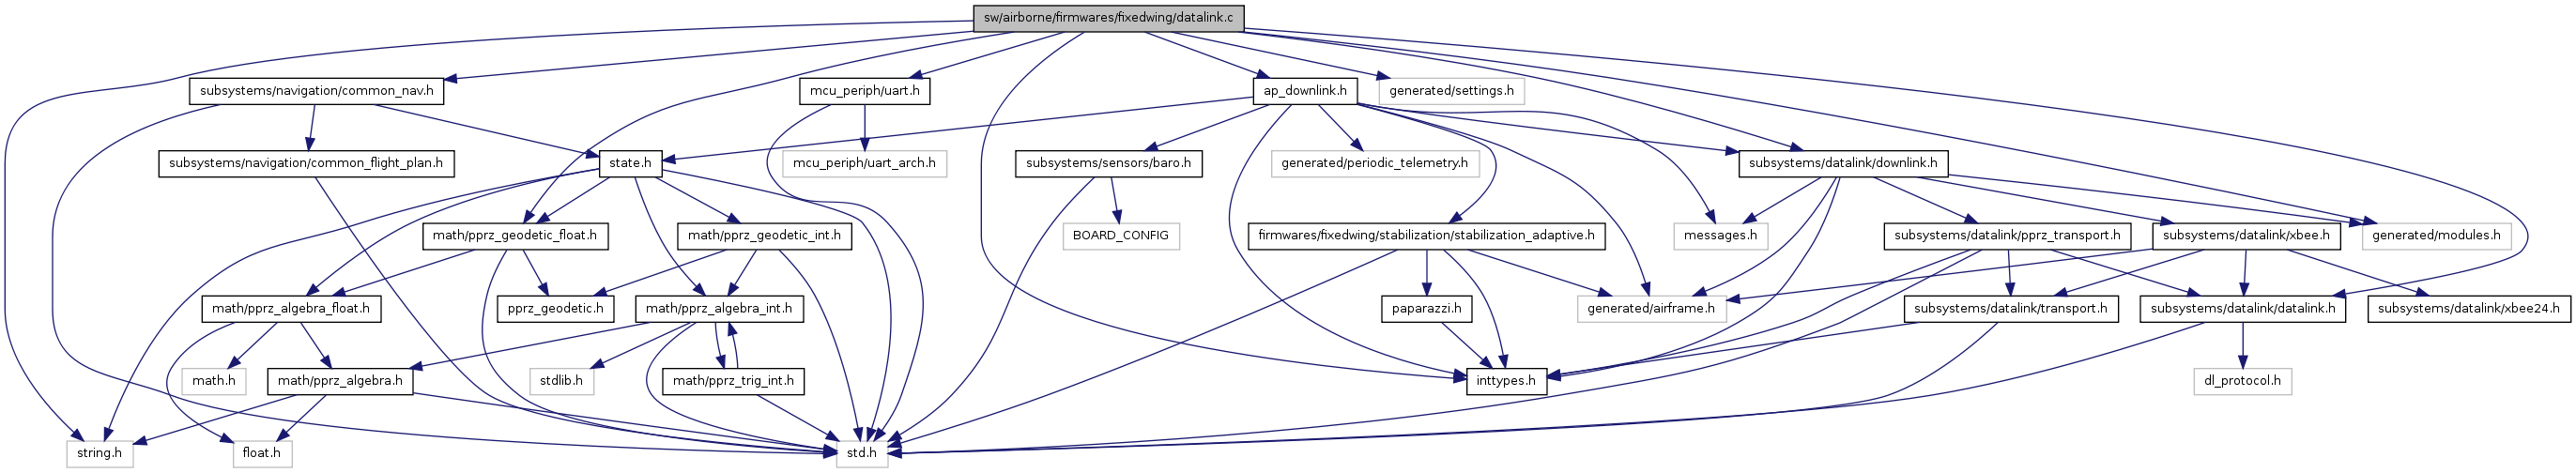 sw/airborne/firmwares/fixedwing/datalink.c
subsystems/navigation/common_nav.h
mcu_periph/uart.h
ap_downlink.h
generated/settings.h
subsystems/navigation/common_flight_plan.h
state.h
mcu_periph/uart_arch.h
subsystems/sensors/baro.h
generated/periodic_telemetry.h
subsystems/datalink/downlink.h
math/pprz_geodetic_float.h
math/pprz_geodetic_int.h
BOARD_CONFIG
firmwares/fixedwing/stabilization/stabilization_adaptive.h
messages.h
subsystems/datalink/pprz_transport.h
subsystems/datalink/xbee.h
generated/modules.h
math/pprz_algebra_float.h
pprz_geodetic.h
math/pprz_algebra_int.h
paparazzi.h
generated/airframe.h
subsystems/datalink/transport.h
subsystems/datalink/datalink.h
subsystems/datalink/xbee24.h
math.h
math/pprz_algebra.h
stdlib.h
math/pprz_trig_int.h
inttypes.h
dl_protocol.h
string.h
float.h
std.h